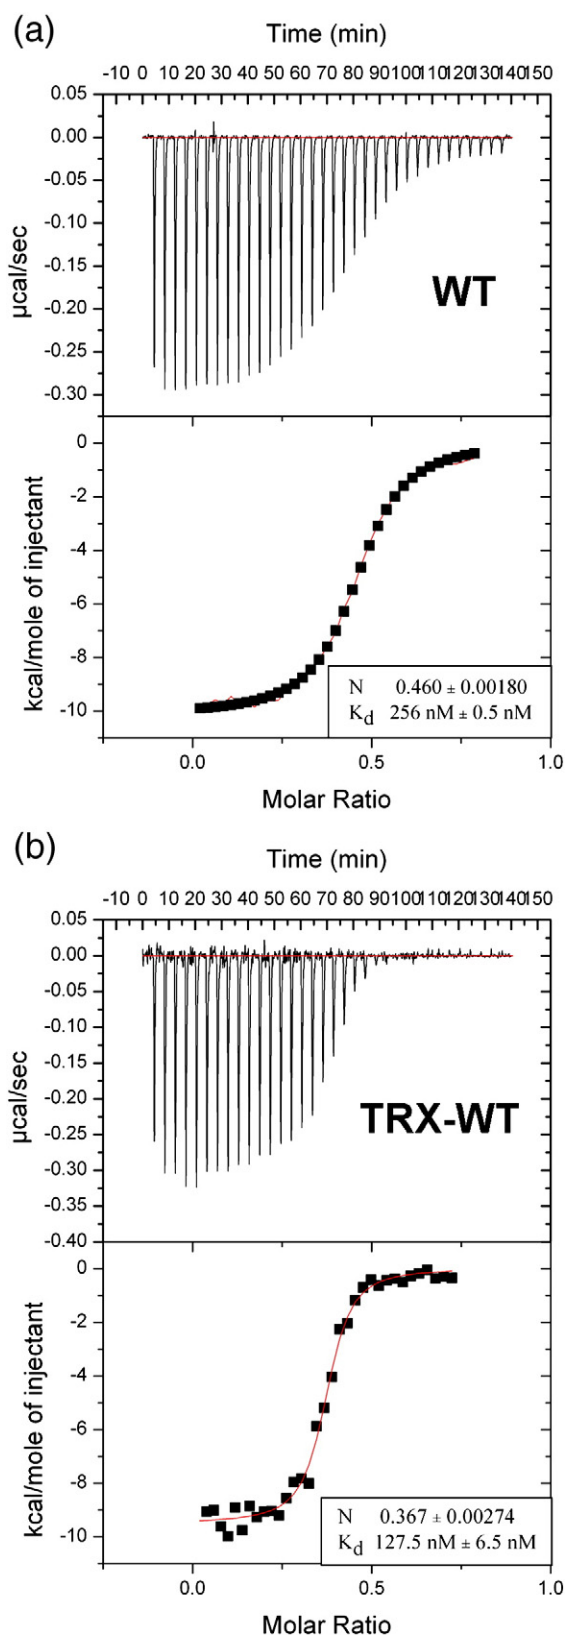 (a)
Time (min)
-10 0 10 20 30 40 50 60 70 80 90 100 110 120 130 140 150
0.05
0.00
-0.05
-0.10
-0.15
-0.20
-0.25
-0.30
µcal/sec
WT
0
-2
-4
-6
-8
-10
kcal/mole of injectant
N 0.460 ± 0.00180
Kd 256 nM ± 0.5 nM
0.0 0.5 1.0
Molar Ratio
(b)
Time (min)
-10 0 10 20 30 40 50 60 70 80 90 100 110 120 130 140 150
0.05
0.00
-0.05
-0.10
-0.15
-0.20
-0.25
-0.30
-0.35
-0.40
µcal/sec
TRX-WT
0
-2
-4
-6
-8
-10
kcal/mole of injectant
N 0.367 ± 0.00274
Kd 127.5 nM ± 6.5 nM
0.0 0.5 1.0
Molar Ratio